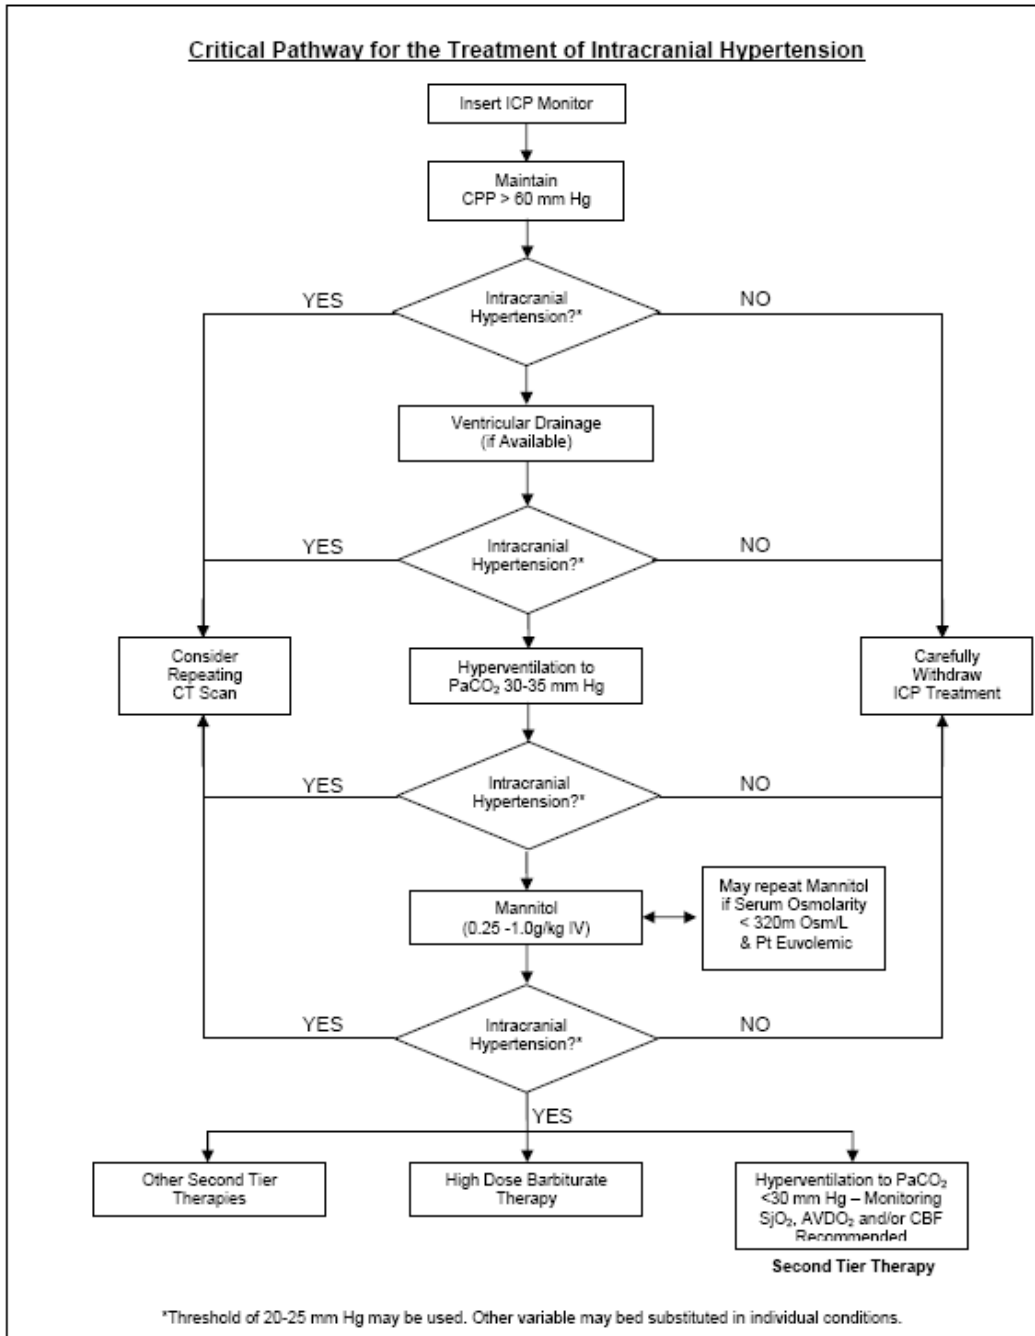 Critical Pathway for the Treatment of Intracranial Hypertension
Insert ICP Monitor
Maintain
CPP > 60 mm Hg
YES
Intracranial
Hypertension?*
NO
Ventricular Drainage
(if Available)
YES
Intracranial
Hypertension?*
NO
Consider
Repeating
CT Scan
Hyperventilation to
PaCO₂ 30-35 mm Hg
Carefully
Withdraw
ICP Treatment
YES
Intracranial
Hypertension?*
NO
Mannitol
(0.25 -1.0g/kg IV)
May repeat Mannitol
if Serum Osmolarity
< 320m Osm/L
& Pt Euvolemic
YES
Intracranial
Hypertension?*
NO
YES
Other Second Tier
Therapies
High Dose Barbiturate
Therapy
Hyperventilation to PaCO₂
<30 mm Hg – Monitoring
SjO₂, AVDO₂ and/or CBF
Recommended
Second Tier Therapy
*Threshold of 20-25 mm Hg may be used. Other variable may bed substituted in individual conditions.